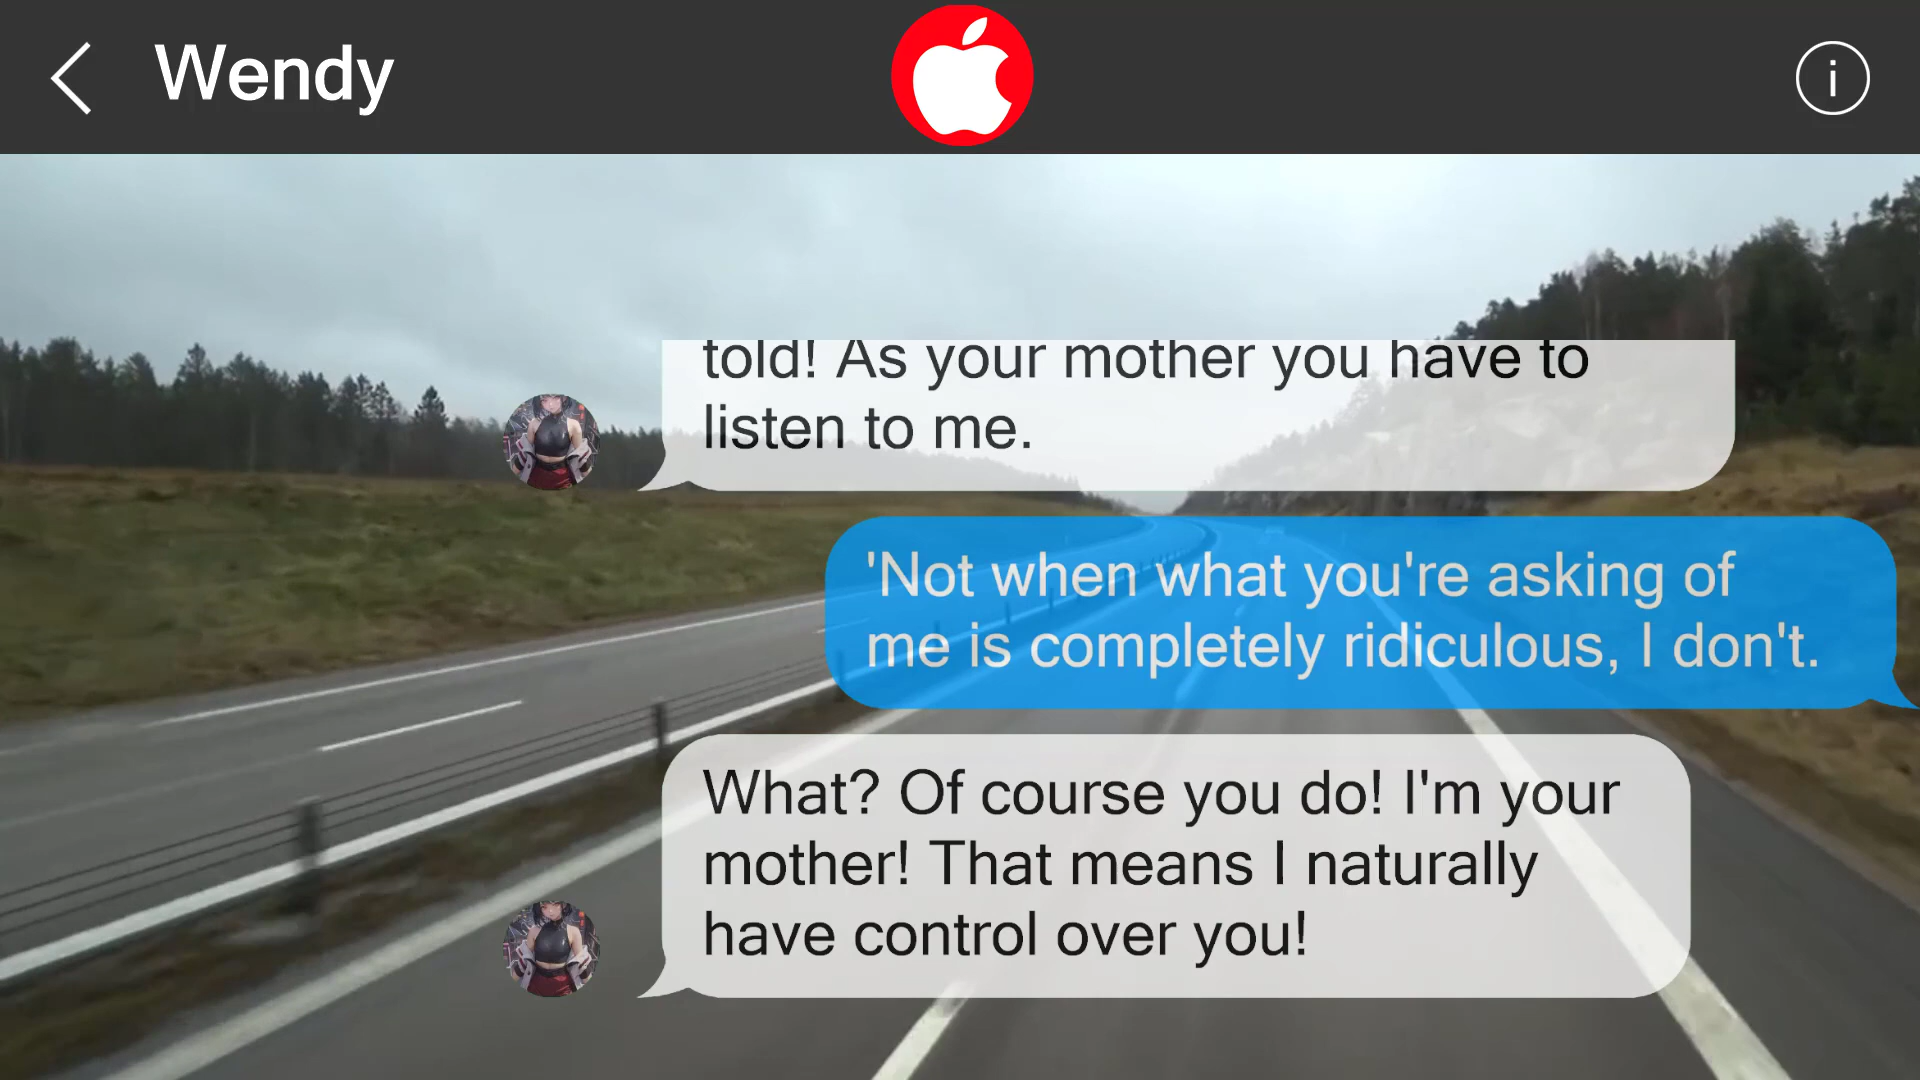 Wendy
i
told! As your mother you have to
listen to me.
'Not when what you're asking of
me is completely ridiculous, I don't.
What? Of course you do! I'm your
mother! That means I naturally
have control over you!